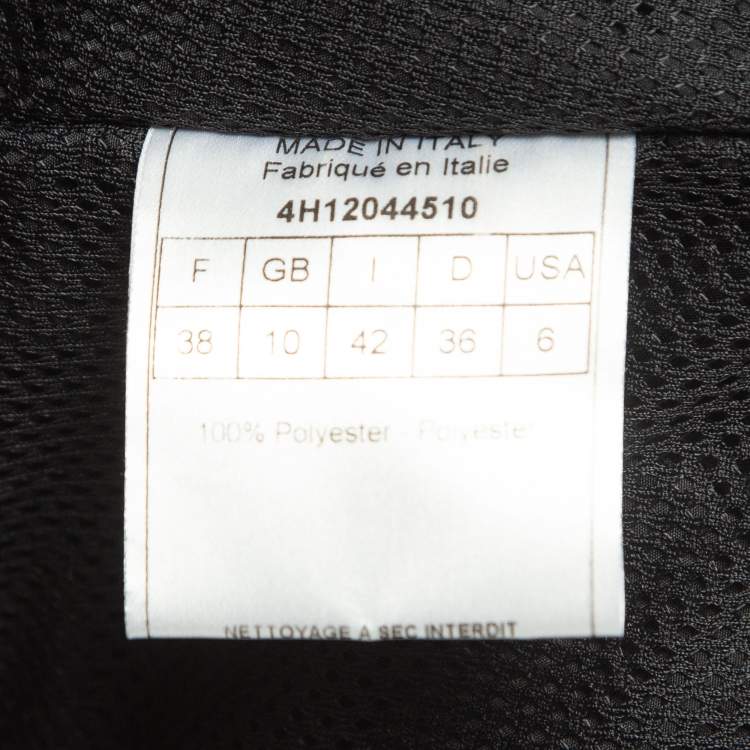 MADE IN ITALY
Fabriqué en Italie
4H12044510
F GB I D USA
38 10 42 36 6
100% Polyester - Polyester
NETTOYAGE A SEC INTERDIT